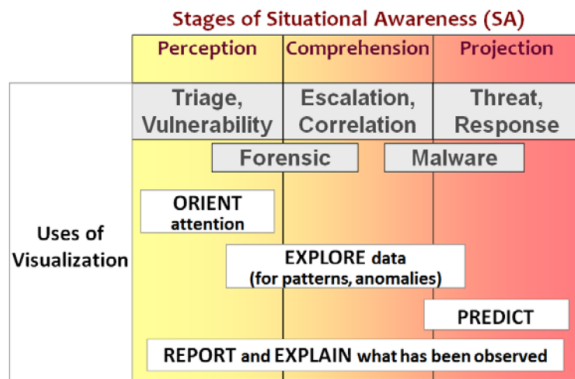 Stages of Situational Awareness (SA)
Perception Comprehension Projection
Triage, Vulnerability
Escalation, Correlation
Threat, Response
Forensic Malware
Uses of
Visualization
ORIENT
attention
EXPLORE data
(for patterns, anomalies)
PREDICT
REPORT and EXPLAIN what has been observed